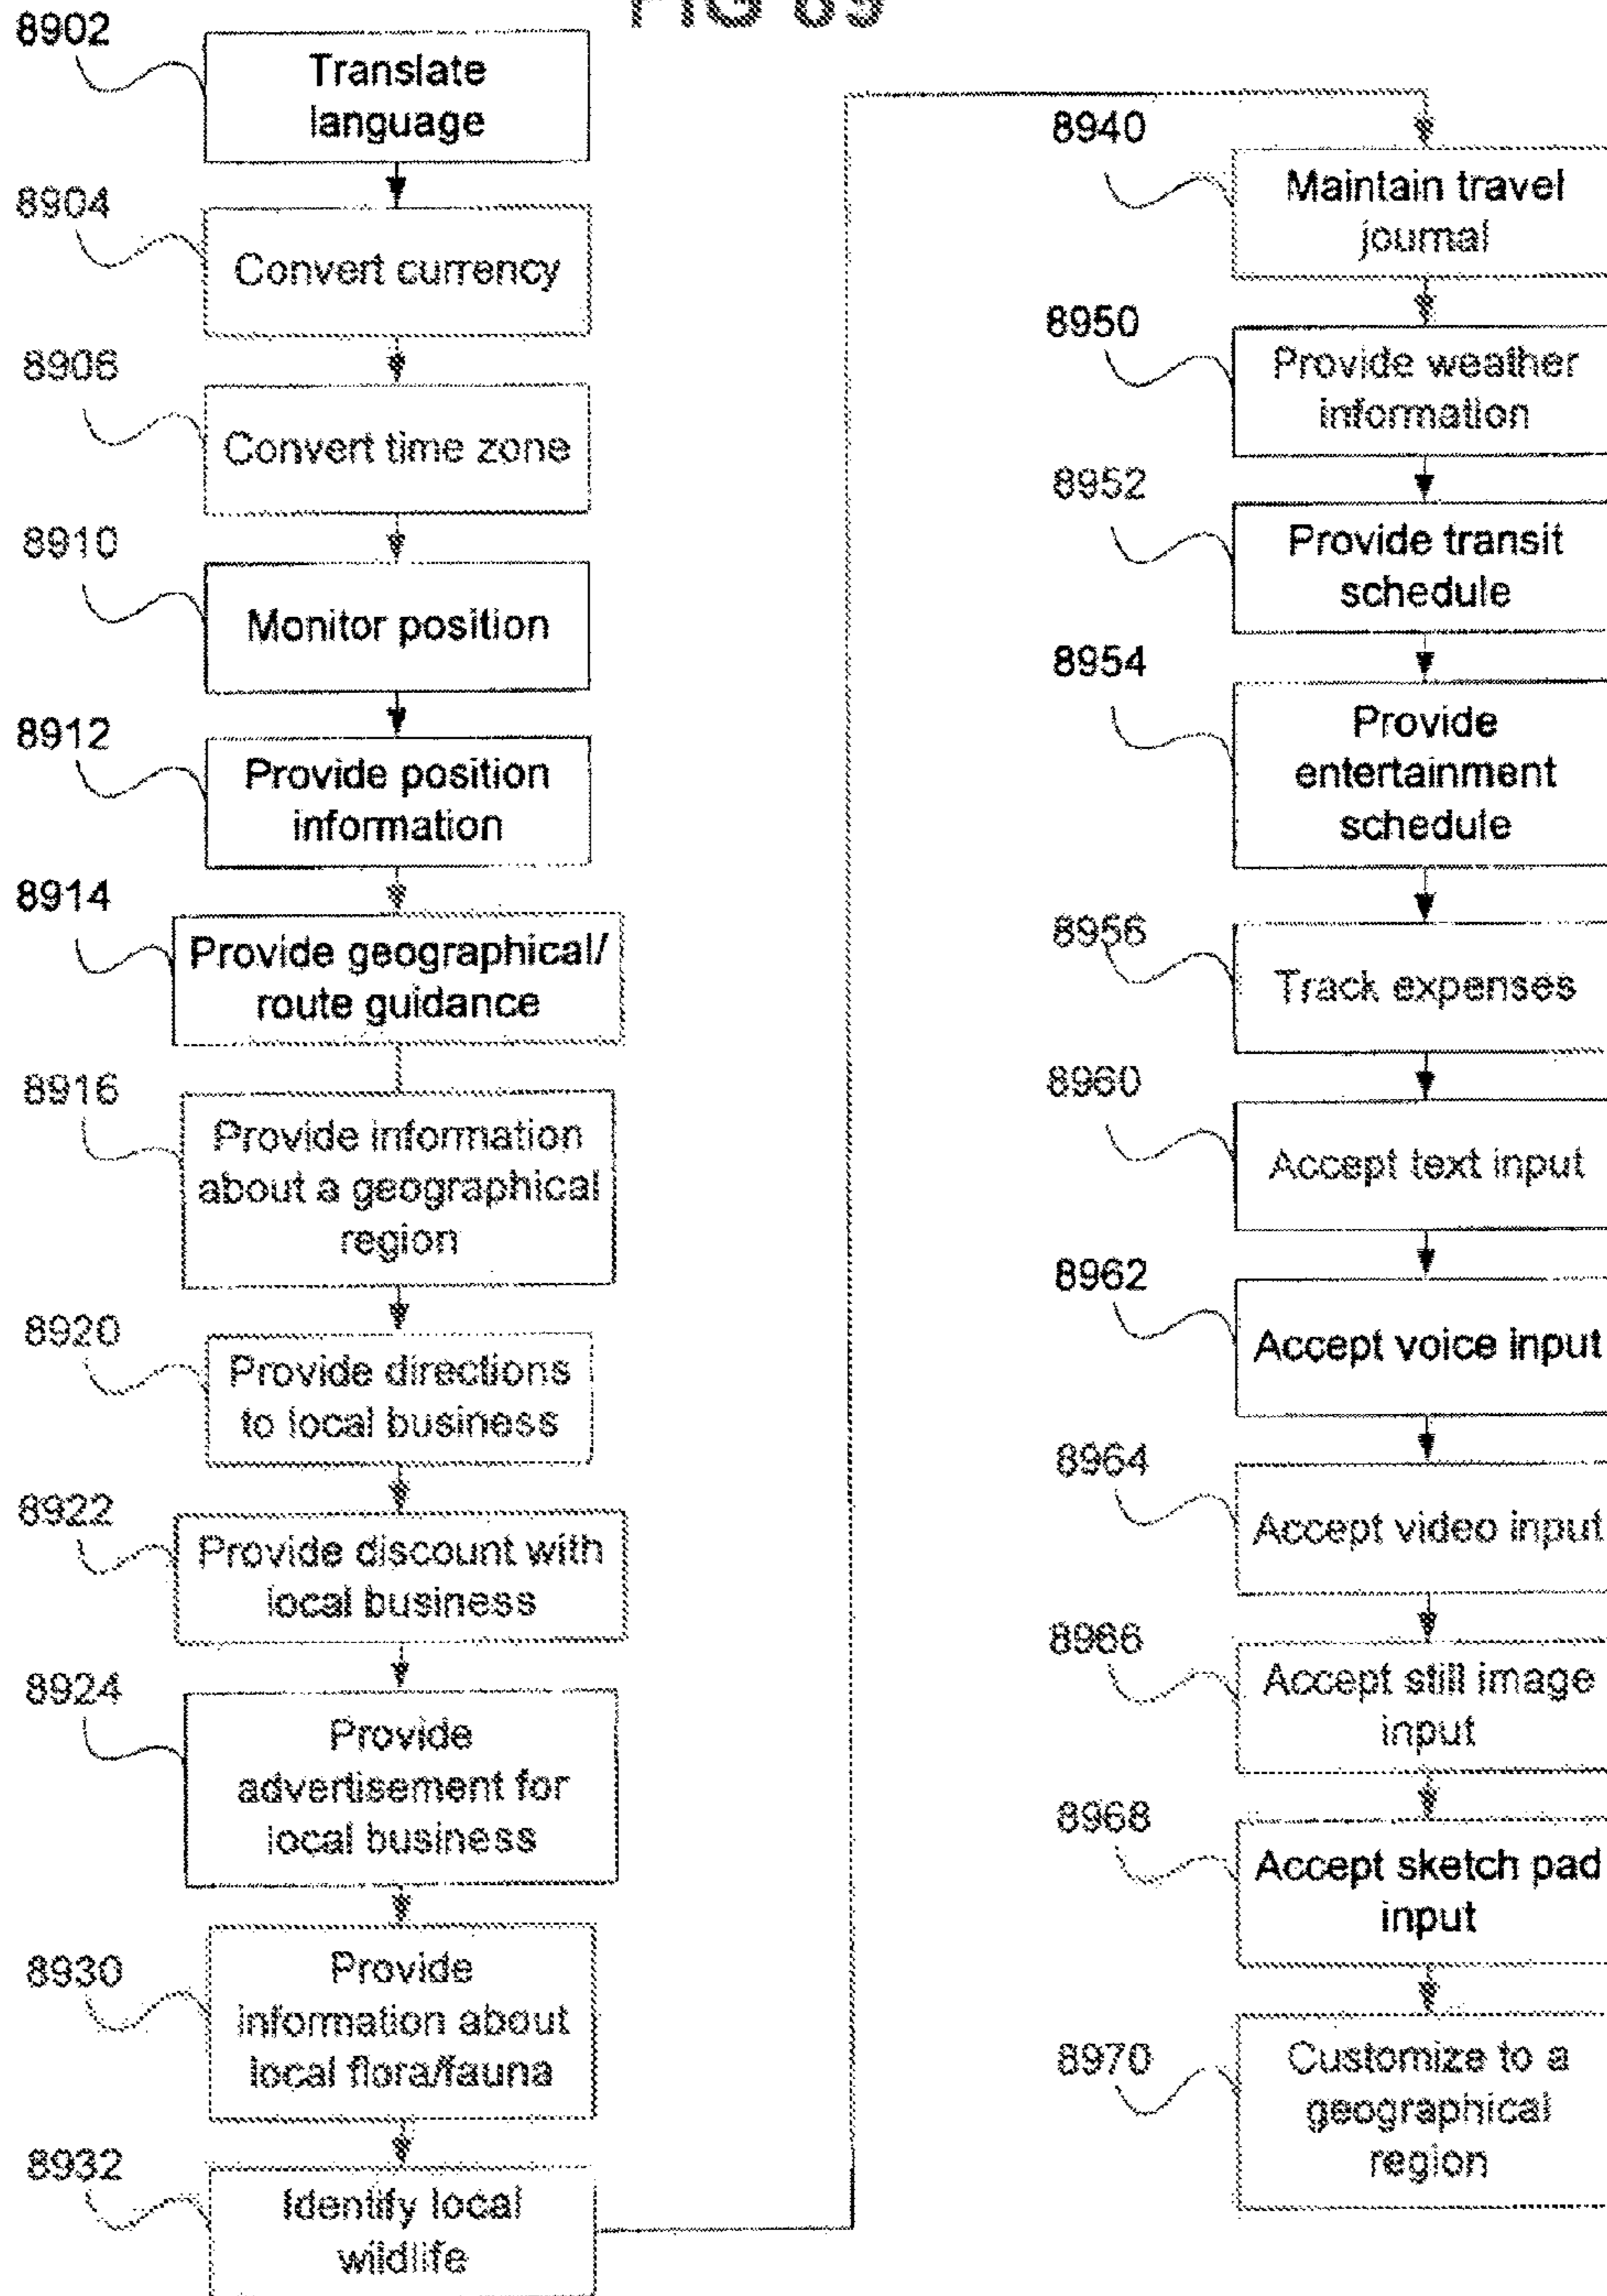 FIG 89
8902
Translate
language
8904
Convert currency
8906
Convert time zone
8910
Monitor position
8912
Provide position
information
8914
Provide geographical/
route guidance
8916
Provide information
about a geographical
region
8920
Provide directions
to local business
8922
Provide discount with
local business
8924
Provide
advertisement for
local business
8930
Provide
information about
local flora/fauna
8932
Identify local
wildlife
8940
Maintain travel
journal
8950
Provide weather
information
8952
Provide transit
schedule
8954
Provide
entertainment
schedule
8956
Track expenses
8960
Accept text input
8962
Accept voice input
8964
Accept video input
8966
Accept still image
input
8968
Accept sketch pad
input
8970
Customize to a
geographical
region